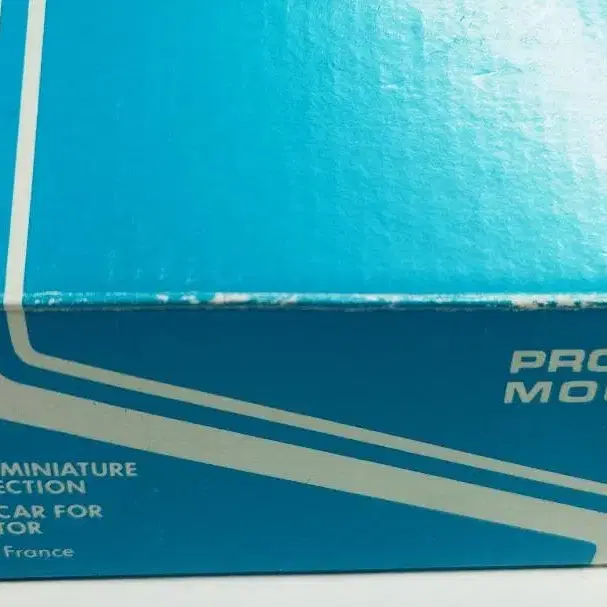 PRO
MO
MINIATURE
ECTION
CAR FOR
TOR
France